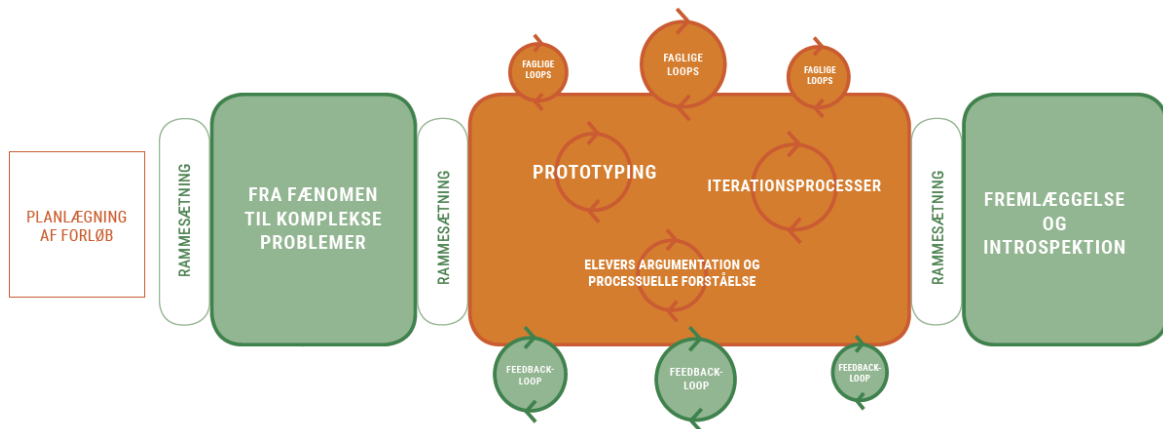 PLANLÆGNING
AF FORLØB
RAMMESÆTNING
FRA FÆNOMEN
TIL KOMPLEKSE
PROBLEMER
RAMMESÆTNING
FAGLIGE
LOOPS
FAGLIGE
LOOPS
FAGLIGE
LOOPS
PROTOTYPING
ITERATIONSPROCESSER
ELEVERS ARGUMENTATION OG
PROCESSUELLE FORSTÅELSE
FEEDBACK-
LOOP
FEEDBACK-
LOOP
FEEDBACK-
LOOP
RAMMESÆTNING
FREMLÆGGELSE
OG
INTROSPEKTION